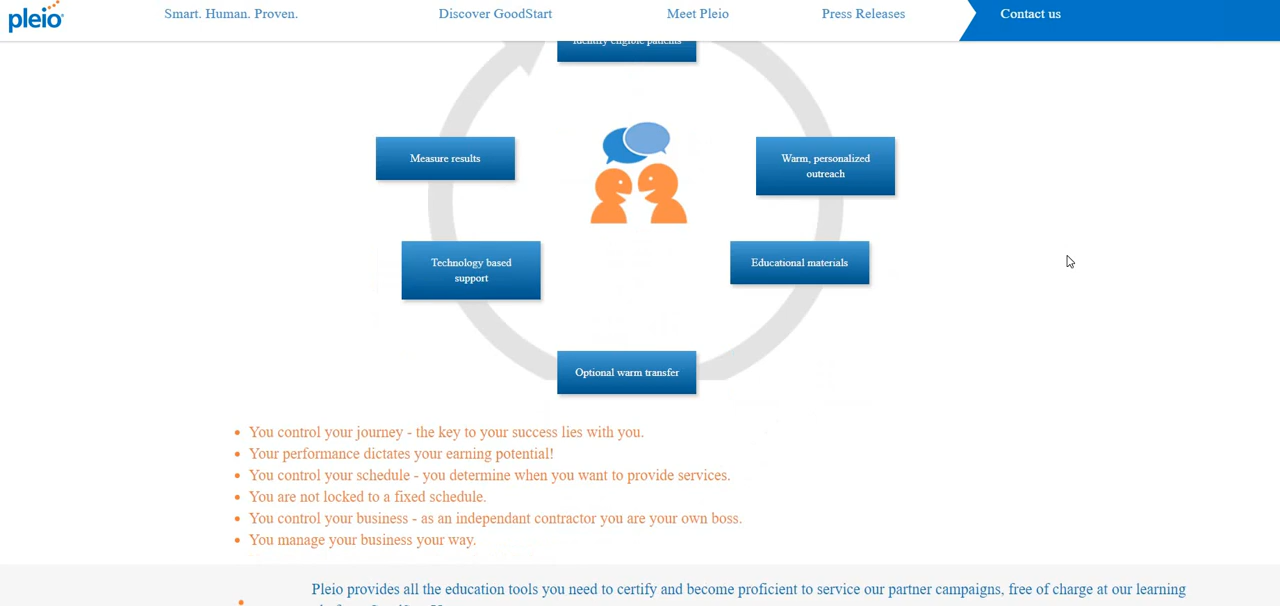 pleio
Smart. Human. Proven.
Discover GoodStart
Meet Pleio
Press Releases
Contact us
Identify eligible patients
Measure results
Warm, personalized
outreach
Technology based
support
Educational materials
Optional warm transfer
You control your journey - the key to your success lies with you.
Your performance dictates your earning potential!
You control your schedule - you determine when you want to provide services.
You are not locked to a fixed schedule.
You control your business - as an independant contractor you are your own boss.
You manage your business your way.
Pleio provides all the education tools you need to certify and become proficient to service our partner campaigns, free of charge at our learning